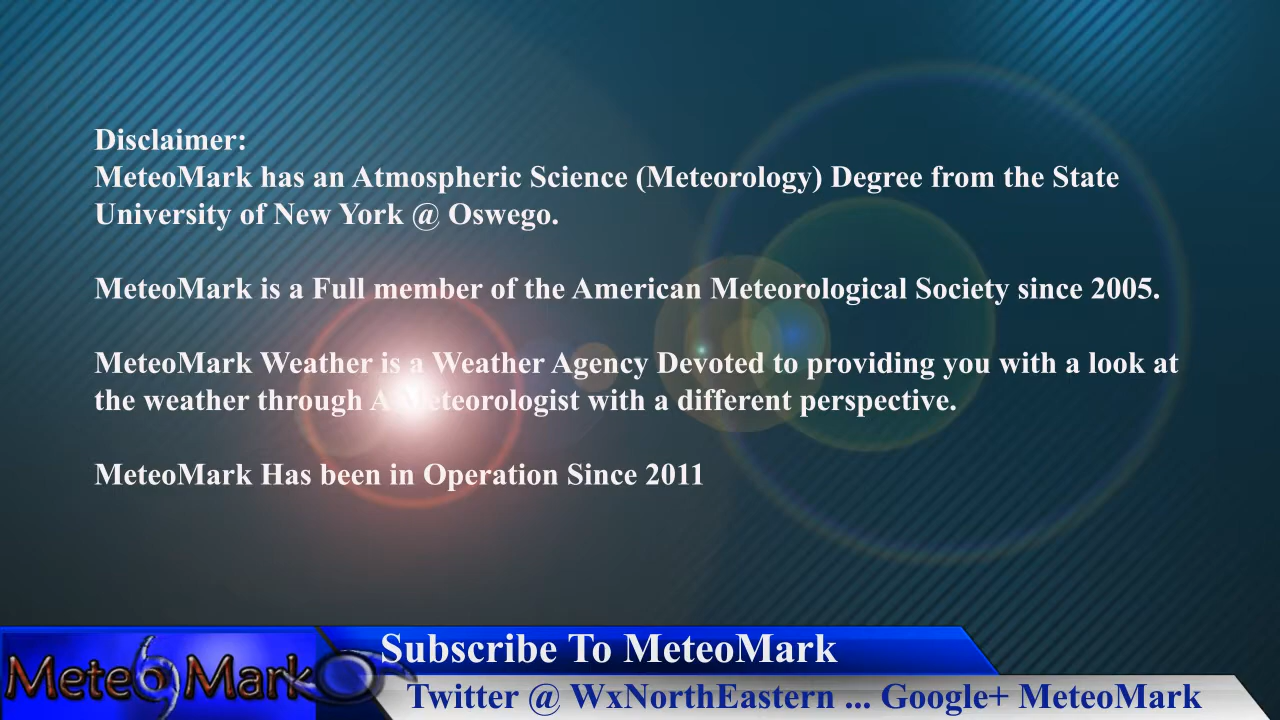 Disclaimer:
MeteoMark has an Atmospheric Science (Meteorology) Degree from the State
University of New York @ Oswego.
MeteoMark is a Full member of the American Meteorological Society since 2005.
MeteoMark Weather is a Weather Agency Devoted to providing you with a look at
the weather through A Meteorologist with a different perspective.
MeteoMark Has been in Operation Since 2011
Subscribe To MeteoMark
MeteoMark
Twitter @ WxNorthEastern ... Google+ MeteoMark